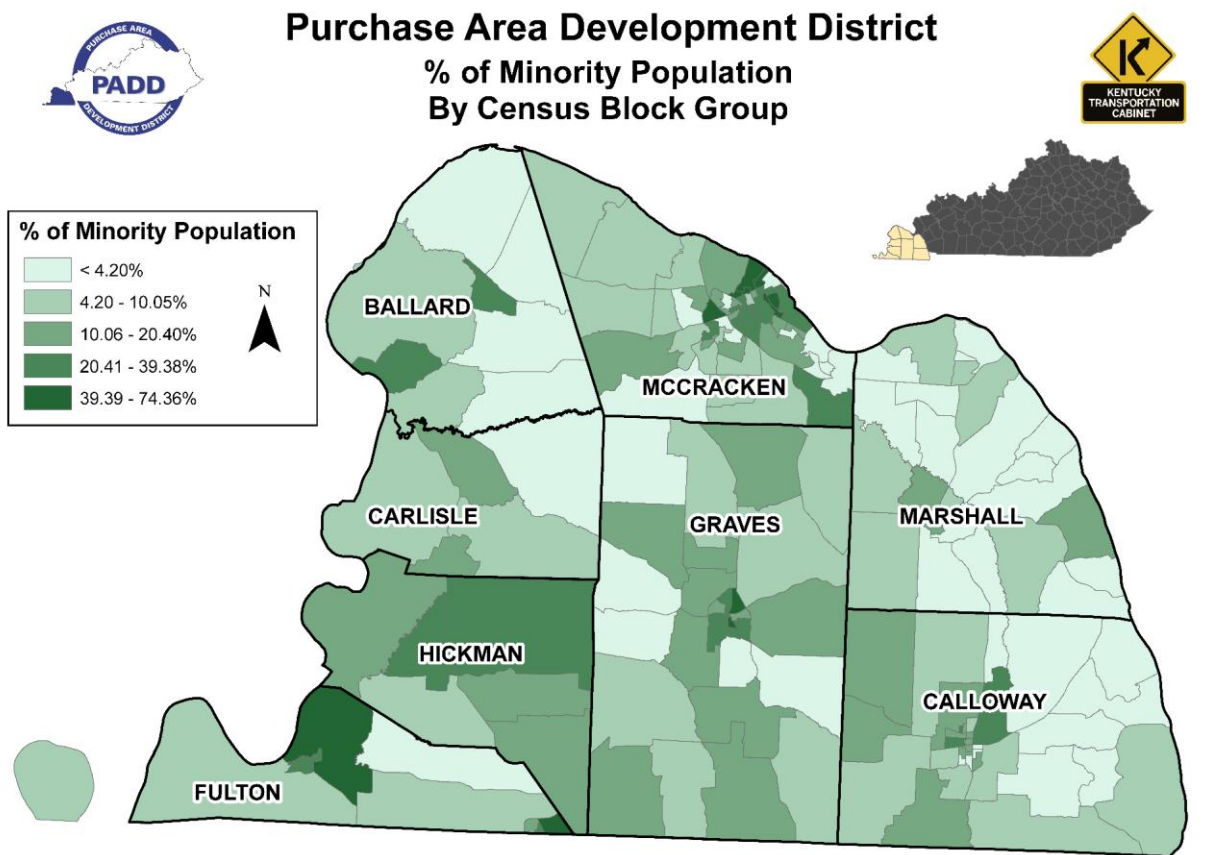 Purchase Area Development District
% of Minority Population
By Census Block Group
PURCHASE AREA
PADD
DEVELOPMENT DISTRICT
KENTUCKY
TRANSPORTATION
CABINET
% of Minority Population
< 4.20%
4.20 - 10.05%
10.06 - 20.40%
20.41 - 39.38%
39.39 - 74.36%
N
BALLARD
MCCRACKEN
CARLISLE
GRAVES
MARSHALL
HICKMAN
CALLOWAY
FULTON